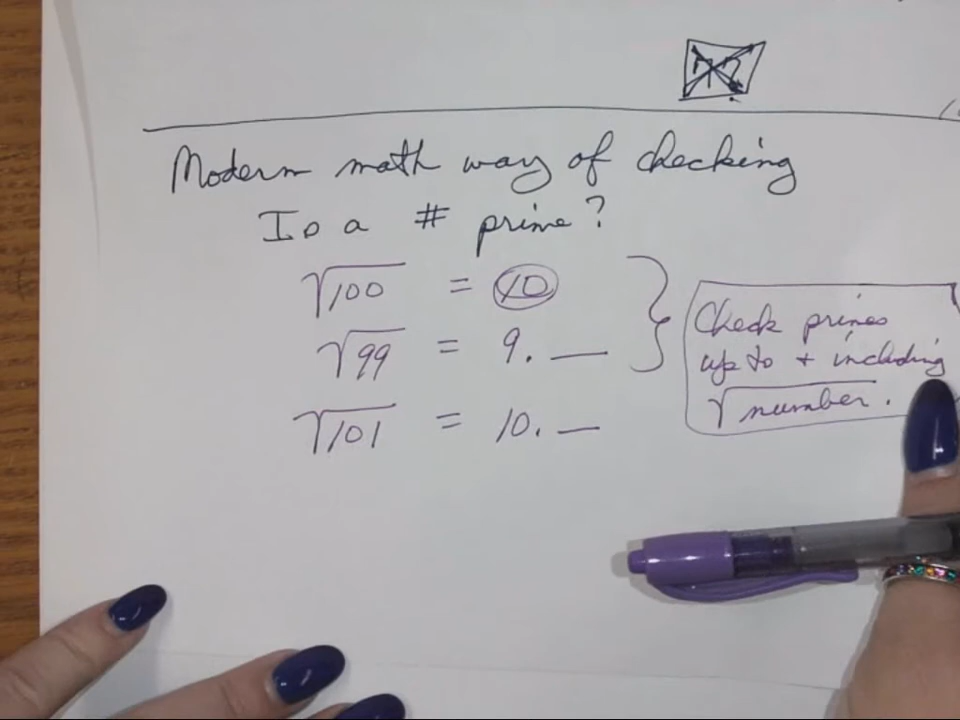 Modern math way of checking
Is a # prime?
√100 = 10
√99 = 9. __
√101 = 10. __
Check primes
up to + including
√number.